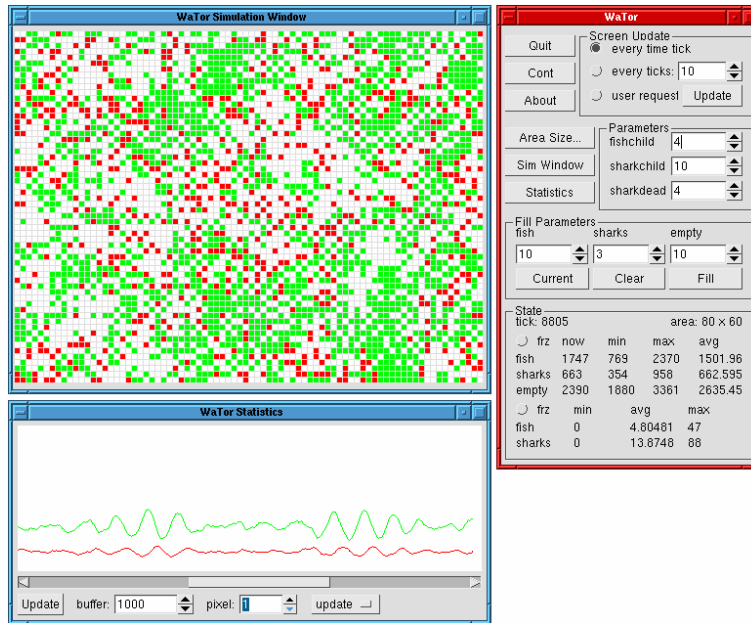 WaTor Simulation Window
WaTor
Quit
Cont
About
Screen Update
every time tick
every ticks: 10
user request Update
Area Size...
Sim Window
Statistics
Parameters
fishchild 4
sharkchild 10
sharkdead 4
Fill Parameters
fish sharks empty
10 3 10
Current Clear Fill
State
tick: 8805 area: 80 × 60
frz now min max avg
fish 1747 769 2370 1501.96
sharks 663 354 958 662.595
empty 2390 1880 3361 2635.45
frz min avg max
fish 0 4.80481 47
sharks 0 13.8748 88
WaTor Statistics
Update buffer: 1000 pixel: 1 update